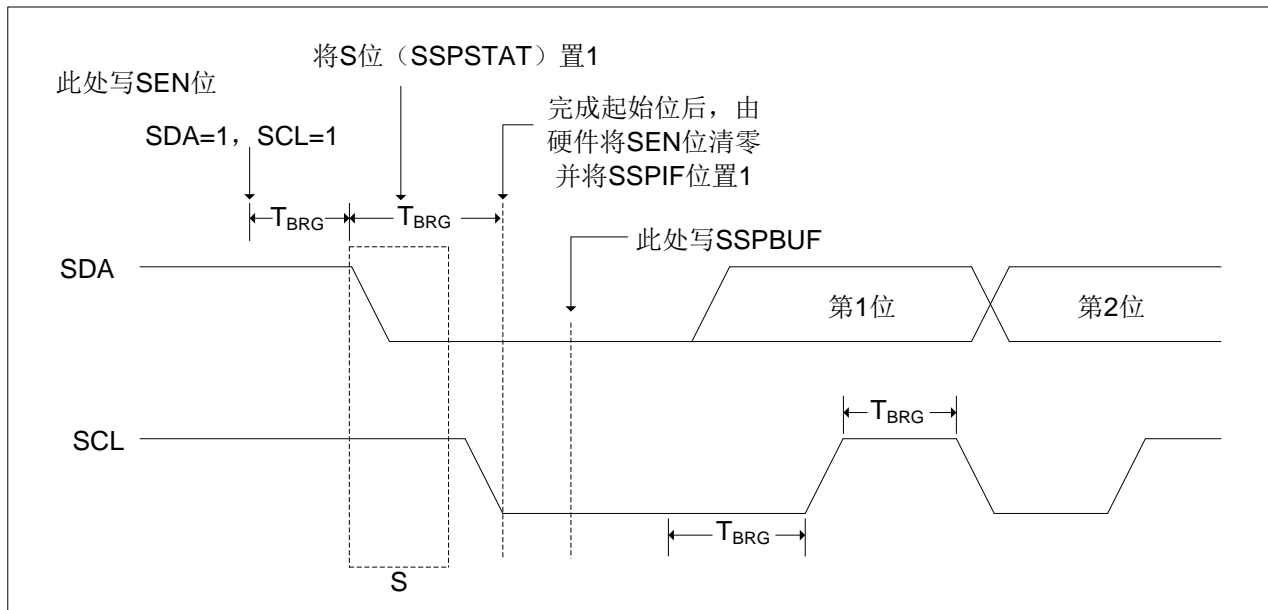 将S位（SSPSTAT）置1
此处写SEN位
SDA=1，SCL=1
完成起始位后，由
硬件将SEN位清零
并将SSPIF位置1
TBRG
TBRG
此处写SSPBUF
SDA
第1位
第2位
TBRG
SCL
TBRG
S